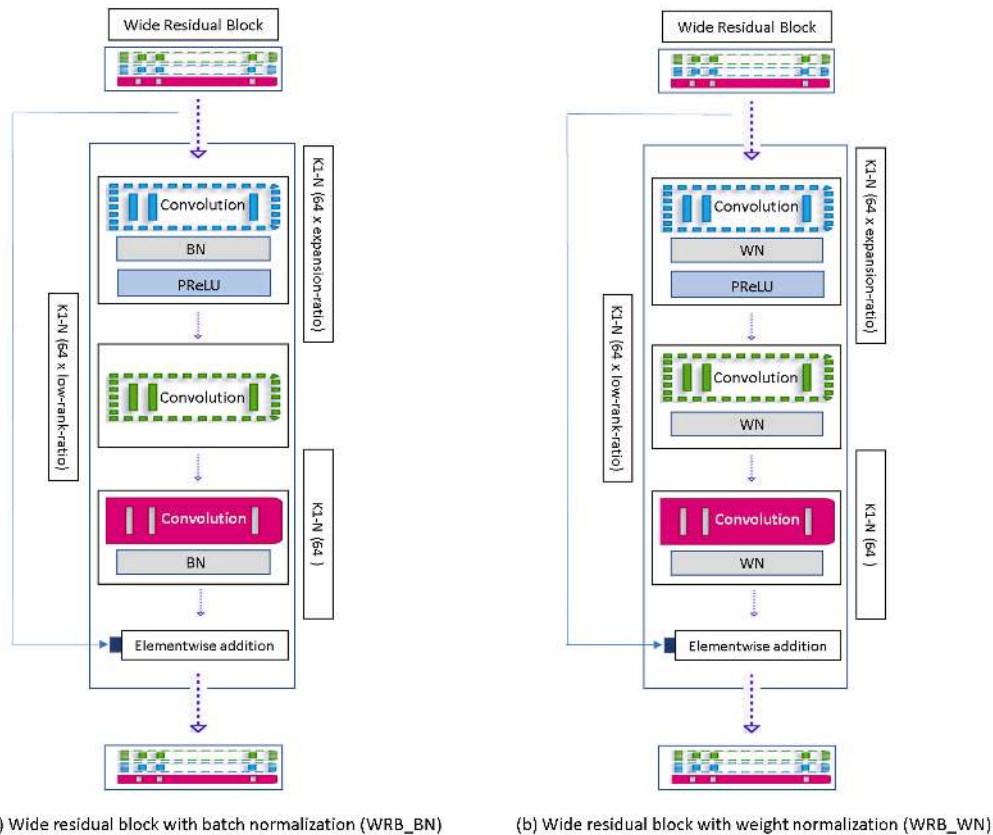 Wide Residual Block
Convolution
BN
PReLU
K1-N (64 x expansion-ratio)
K1-N (64 x low-rank-ratio)
Convolution
Convolution
BN
K1-N (64 )
Elementwise addition
) Wide residual block with batch normalization (WRB_BN)
Wide Residual Block
Convolution
WN
PReLU
K1-N (64 x expansion-ratio)
K1-N (64 x low-rank-ratio)
Convolution
WN
Convolution
WN
K1-N (64 )
Elementwise addition
(b) Wide residual block with weight normalization (WRB_WN)